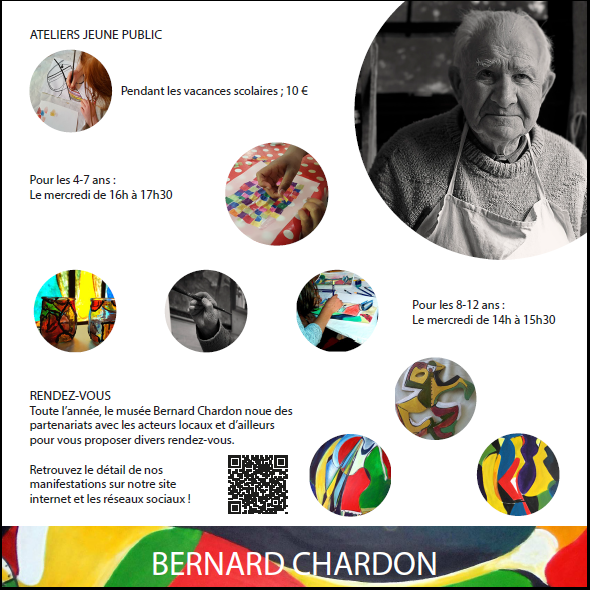 ATELIERS JEUNE PUBLIC
Pendant les vacances scolaires ; 10 €
Pour les 4-7 ans :
Le mercredi de 16h à 17h30
Pour les 8-12 ans :
Le mercredi de 14h à 15h30
RENDEZ-VOUS
Toute l'année, le musée Bernard Chardon noue des
partenariats avec les acteurs locaux et d'ailleurs
pour vous proposer divers rendez-vous.
Retrouvez le détail de nos
manifestations sur notre site
internet et les réseaux sociaux !
BERNARD CHARDON